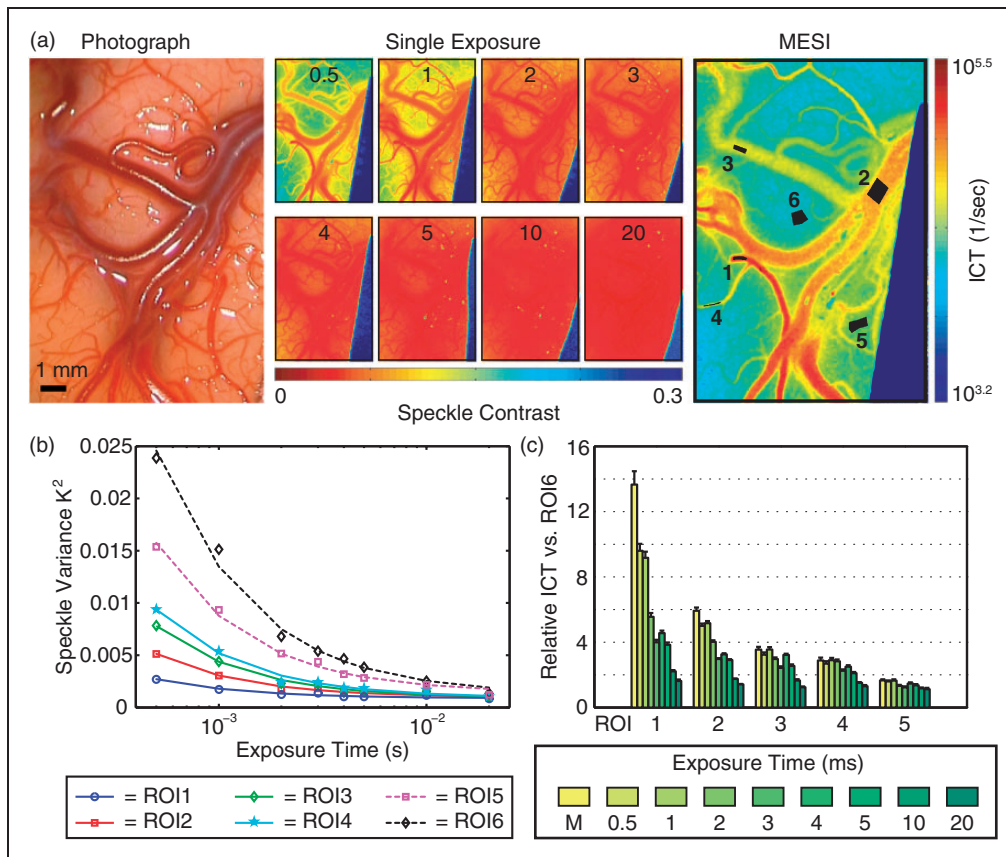 (a) Photograph Single Exposure MESI
0.5 1 2 3
4 5 10 20
1 mm
0 0.3
Speckle Contrast
3 2 6 1 4 5
10^5.5
ICT (1/sec)
10^3.2
(b)
Speckle Variance K²
0.025
0.02
0.015
0.01
0.005
0
10⁻³ 10⁻²
Exposure Time (s)
= ROI1 = ROI3 = ROI5
= ROI2 = ROI4 = ROI6
(c)
Relative ICT vs. ROI6
16
12
8
4
0
ROI 1 2 3 4 5
Exposure Time (ms)
M 0.5 1 2 3 4 5 10 20